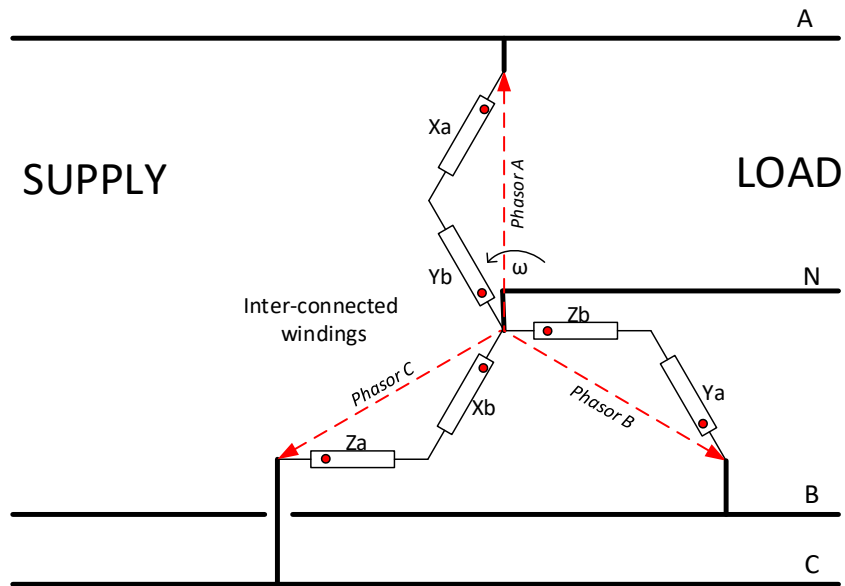 A
Xa
SUPPLY
LOAD
Phasor A
Yb
ω
N
Inter-connected
windings
Zb
Phasor C
Xb
Phasor B
Ya
Za
B
C